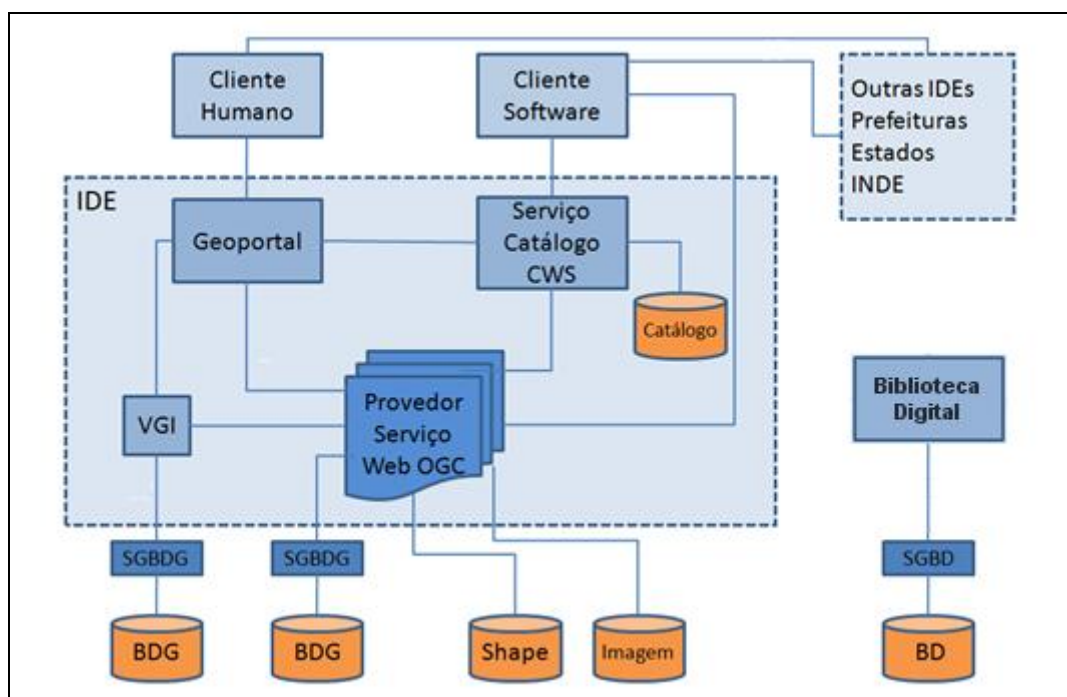 Cliente
Humano
Cliente
Software
Outras IDEs
Prefeituras
Estados
INDE
IDE
Geoportal
Serviço
Catálogo
CWS
Catálogo
VGI
Provedor
Serviço
Web OGC
Biblioteca
Digital
SGBDG
SGBDG
SGBD
BDG
BDG
Shape
Imagem
BD